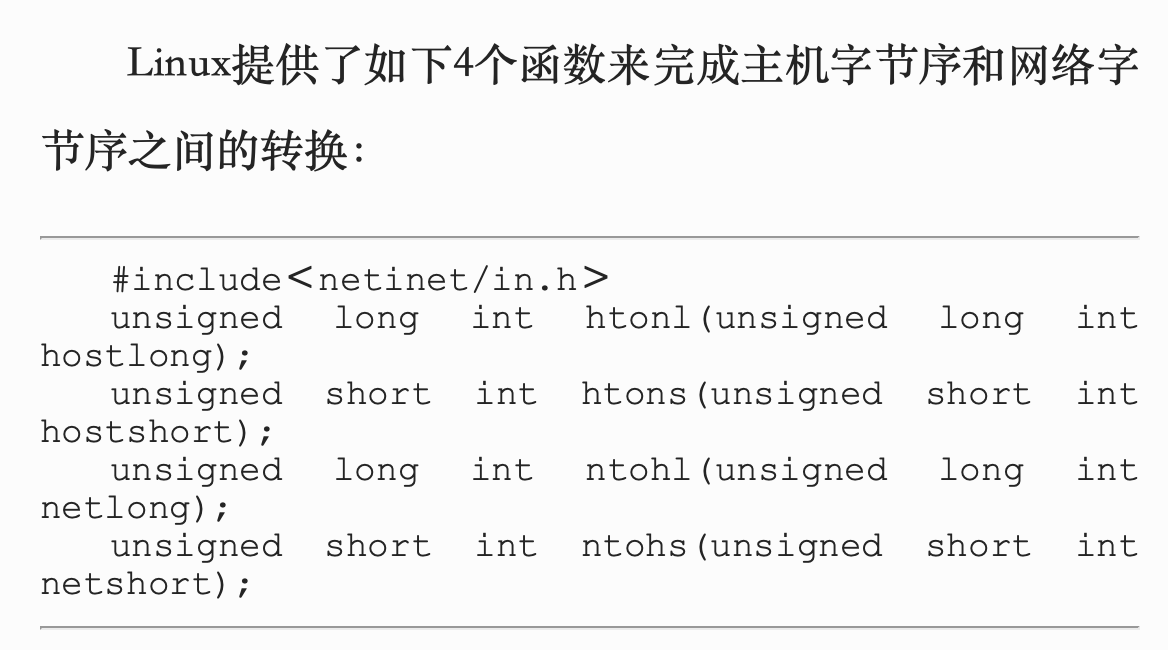 Linux提供了如下4个函数来完成主机字节序和网络字
节序之间的转换：
#include<netinet/in.h>
unsigned long int htonl(unsigned long int
hostlong);
unsigned short int htons(unsigned short int
hostshort);
unsigned long int ntohl(unsigned long int
netlong);
unsigned short int ntohs(unsigned short int
netshort);